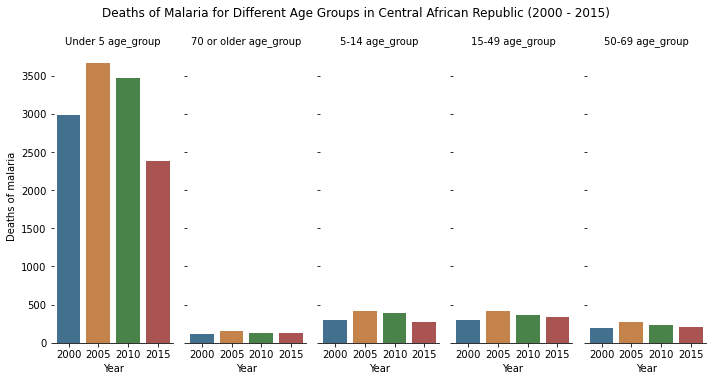 Deaths of Malaria for Different Age Groups in Central African Republic (2000 - 2015)
Under 5 age_group
70 or older age_group
5-14 age_group
15-49 age_group
50-69 age_group
Deaths of malaria
3500
3000
2500
2000
1500
1000
500
0
2000 2005 2010 2015
2000 2005 2010 2015
2000 2005 2010 2015
2000 2005 2010 2015
2000 2005 2010 2015
Year
Year
Year
Year
Year